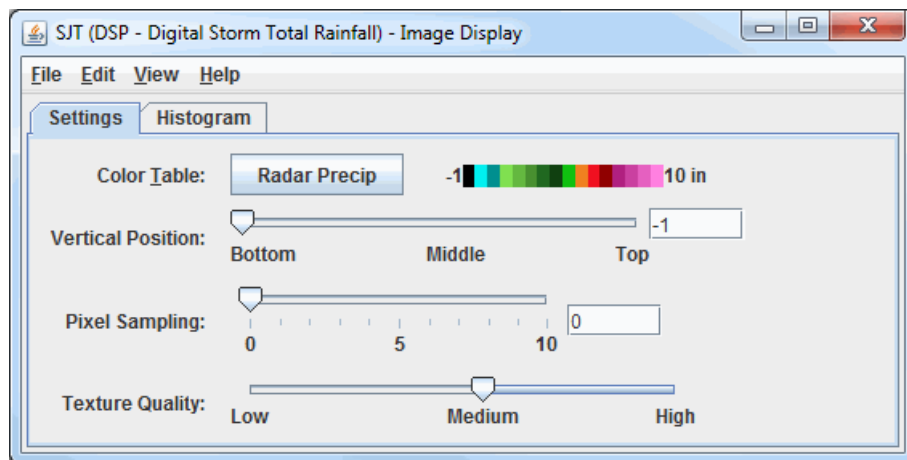 SJT (DSP - Digital Storm Total Rainfall) - Image Display
File Edit View Help
Settings Histogram
Color Table: Radar Precip -1 10 in
Vertical Position: -1
Bottom Middle Top
Pixel Sampling: 0
0 5 10
Texture Quality:
Low Medium High